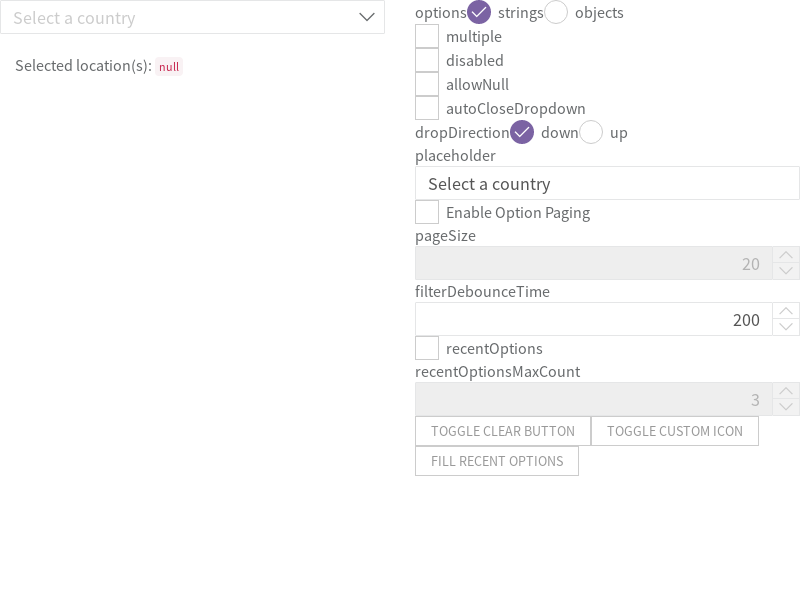 Select a country
Selected location(s): null
options strings objects
multiple
disabled
allowNull
autoCloseDropdown
dropDirection down up
placeholder
Select a country
Enable Option Paging
pageSize
20
filterDebounceTime
200
recentOptions
recentOptionsMaxCount
3
TOGGLE CLEAR BUTTON TOGGLE CUSTOM ICON
FILL RECENT OPTIONS